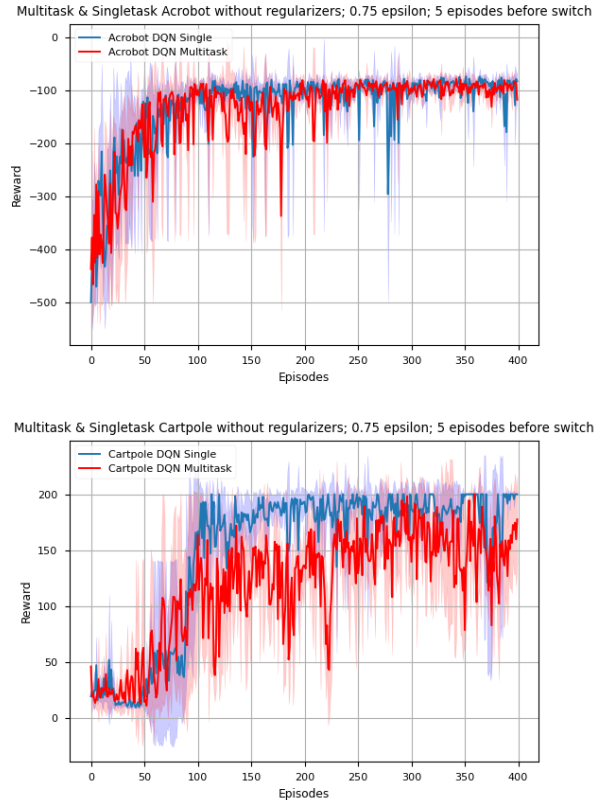 Multitask & Singletask Acrobot without regularizers; 0.75 epsilon; 5 episodes before switch
Acrobot DQN Single
Acrobot DQN Multitask
0
−100
−200
−300
−400
−500
Reward
0 50 100 150 200 250 300 350 400
Episodes
Multitask & Singletask Cartpole without regularizers; 0.75 epsilon; 5 episodes before switch
Cartpole DQN Single
Cartpole DQN Multitask
200
150
100
50
0
Reward
0 50 100 150 200 250 300 350 400
Episodes